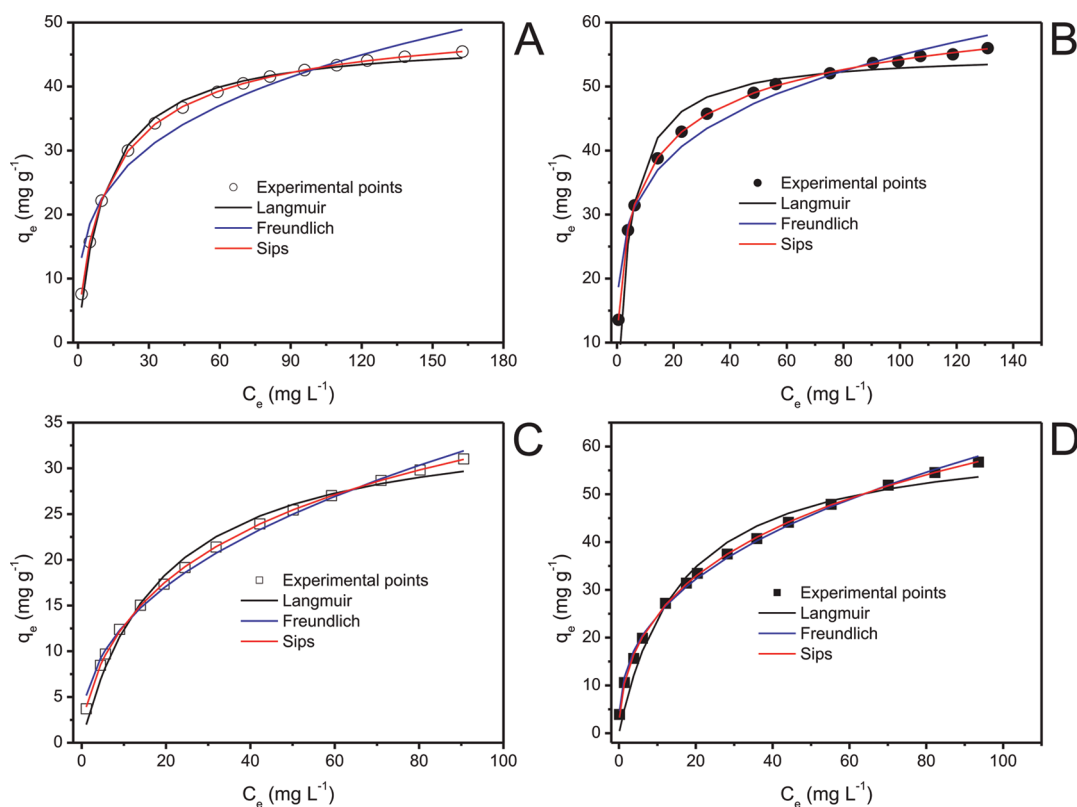 A
50
40
30
20
10
0
q_e (mg g⁻¹)
Experimental points
Langmuir
Freundlich
Sips
0 30 60 90 120 150 180
C_e (mg L⁻¹)
B
60
50
40
30
20
10
q_e (mg g⁻¹)
Experimental points
Langmuir
Freundlich
Sips
0 20 40 60 80 100 120 140
C_e (mg L⁻¹)
C
35
30
25
20
15
10
5
0
q_e (mg g⁻¹)
Experimental points
Langmuir
Freundlich
Sips
0 20 40 60 80 100
C_e (mg L⁻¹)
D
60
50
40
30
20
10
0
q_e (mg g⁻¹)
Experimental points
Langmuir
Freundlich
Sips
0 20 40 60 80 100
C_e (mg L⁻¹)